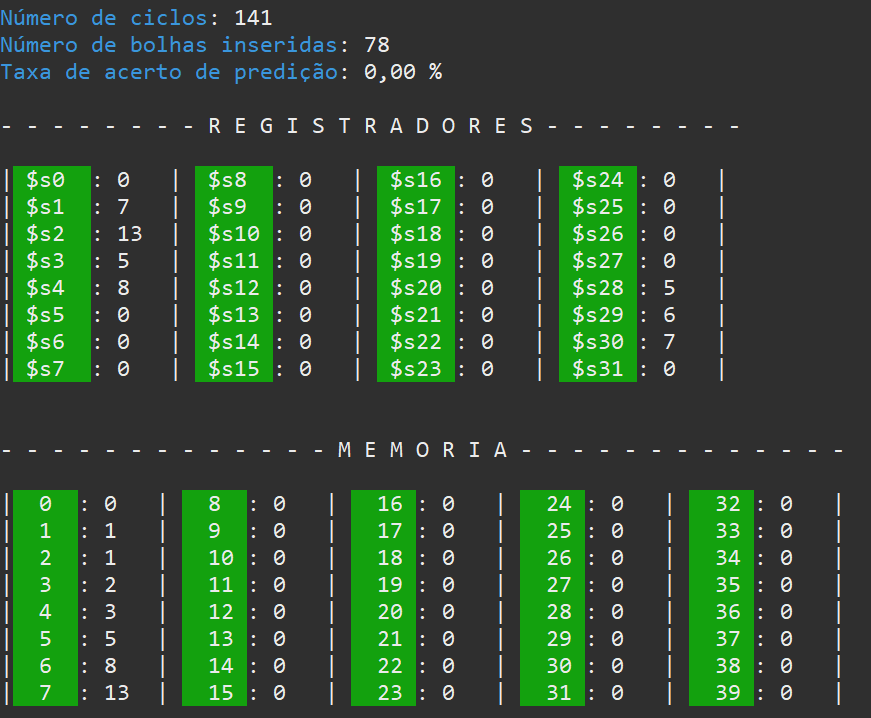 Número de ciclos: 141
Número de bolhas inseridas: 78
Taxa de acerto de predição: 0,00 %
- - - - - - - - R E G I S T R A D O R E S - - - - - - - -
| $s0 : 0 | $s8 : 0 | $s16 : 0 | $s24 : 0 |
| $s1 : 7 | $s9 : 0 | $s17 : 0 | $s25 : 0 |
| $s2 : 13 | $s10 : 0 | $s18 : 0 | $s26 : 0 |
| $s3 : 5 | $s11 : 0 | $s19 : 0 | $s27 : 0 |
| $s4 : 8 | $s12 : 0 | $s20 : 0 | $s28 : 5 |
| $s5 : 0 | $s13 : 0 | $s21 : 0 | $s29 : 6 |
| $s6 : 0 | $s14 : 0 | $s22 : 0 | $s30 : 7 |
| $s7 : 0 | $s15 : 0 | $s23 : 0 | $s31 : 0 |
- - - - - - - - - - - - - M E M O R I A - - - - - - - - - - - - -
| 0 : 0 | 8 : 0 | 16 : 0 | 24 : 0 | 32 : 0 |
| 1 : 1 | 9 : 0 | 17 : 0 | 25 : 0 | 33 : 0 |
| 2 : 1 | 10 : 0 | 18 : 0 | 26 : 0 | 34 : 0 |
| 3 : 2 | 11 : 0 | 19 : 0 | 27 : 0 | 35 : 0 |
| 4 : 3 | 12 : 0 | 20 : 0 | 28 : 0 | 36 : 0 |
| 5 : 5 | 13 : 0 | 21 : 0 | 29 : 0 | 37 : 0 |
| 6 : 8 | 14 : 0 | 22 : 0 | 30 : 0 | 38 : 0 |
| 7 : 13 | 15 : 0 | 23 : 0 | 31 : 0 | 39 : 0 |